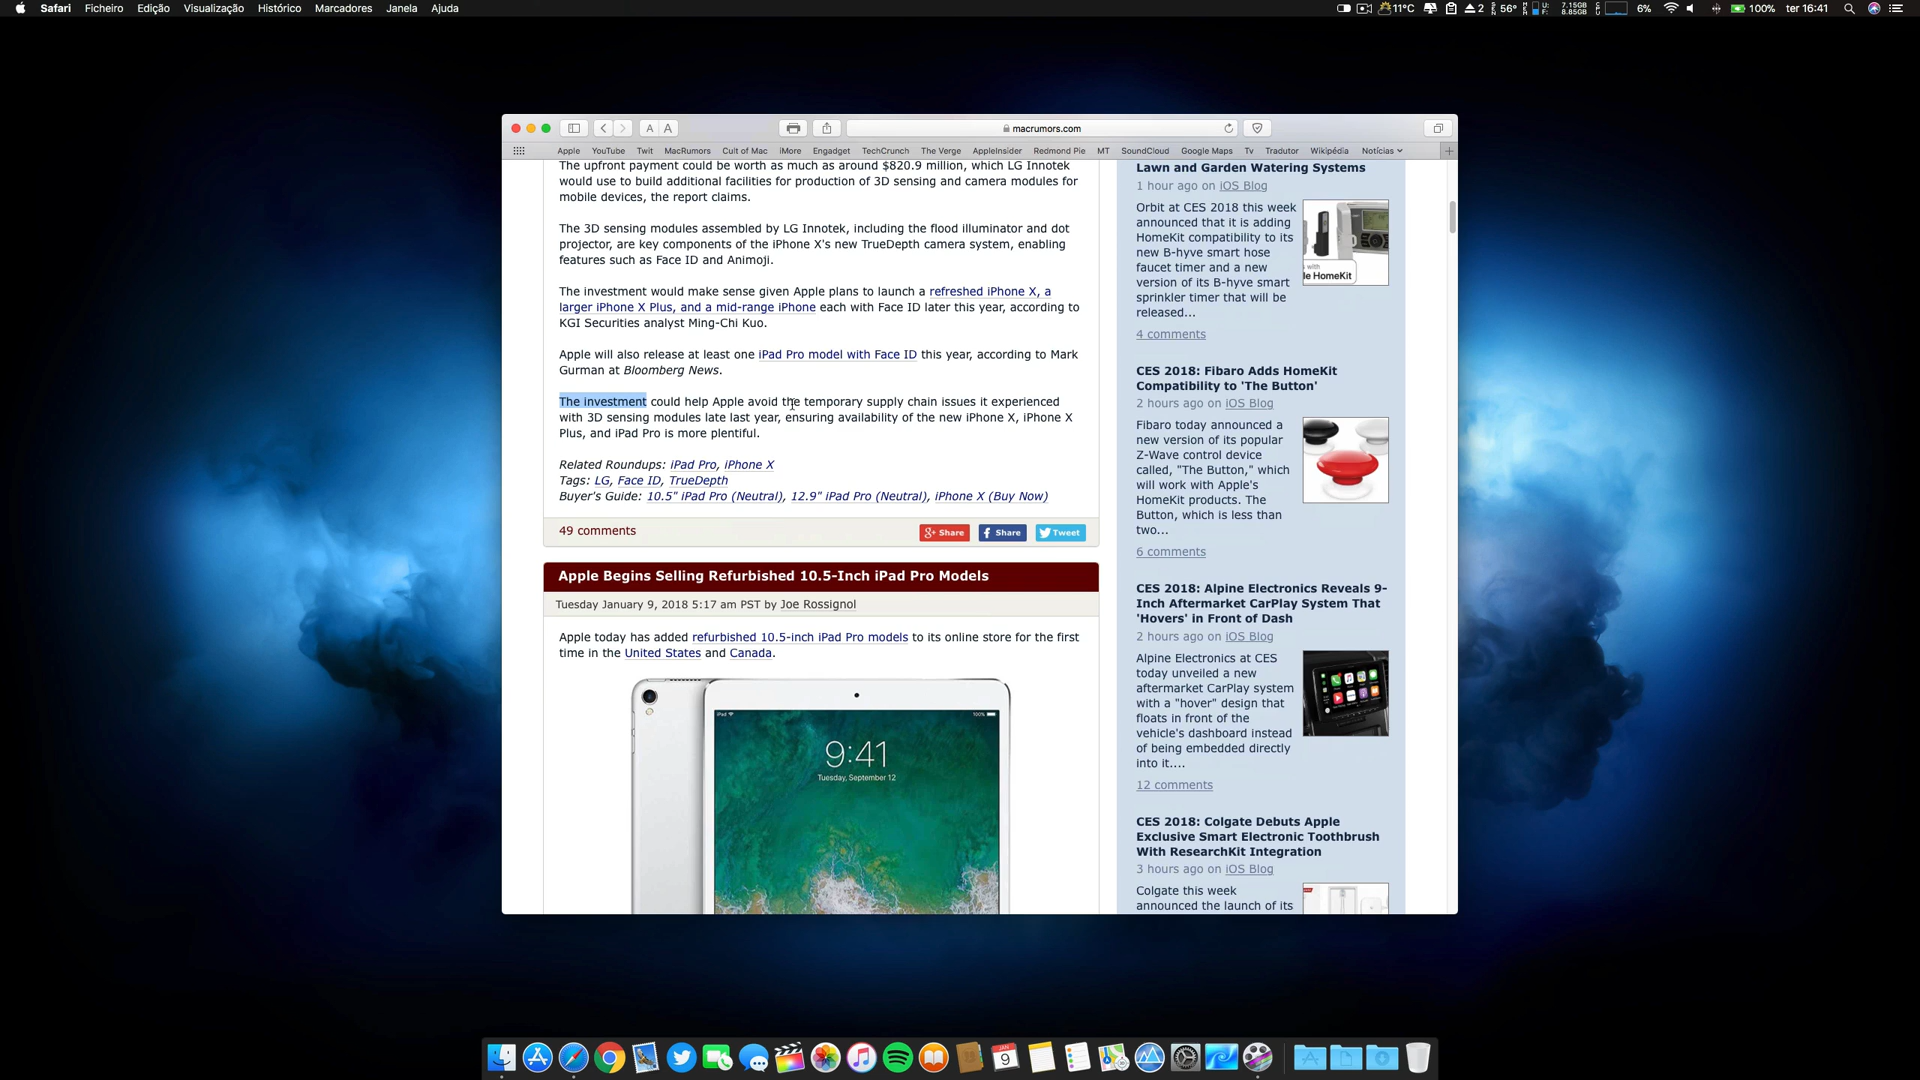 Safari Ficheiro Edição Visualização Histórico Marcadores Janela Ajuda
11°C 2 56° U: 7.15GB F: 8.85GB 6% 100% ter 16:41
A A macrumors.com
Apple YouTube Twit MacRumors Cult of Mac iMore Engadget TechCrunch The Verge AppleInsider Redmond Pie MT SoundCloud Google Maps Tv Tradutor Wikipédia Notícias
The upfront payment could be worth as much as around $820.9 million, which LG Innotek
would use to build additional facilities for production of 3D sensing and camera modules for
mobile devices, the report claims.
The 3D sensing modules assembled by LG Innotek, including the flood illuminator and dot
projector, are key components of the iPhone X's new TrueDepth camera system, enabling
features such as Face ID and Animoji.
The investment would make sense given Apple plans to launch a refreshed iPhone X, a
larger iPhone X Plus, and a mid-range iPhone each with Face ID later this year, according to
KGI Securities analyst Ming-Chi Kuo.
Apple will also release at least one iPad Pro model with Face ID this year, according to Mark
Gurman at Bloomberg News.
The investment could help Apple avoid the temporary supply chain issues it experienced
with 3D sensing modules late last year, ensuring availability of the new iPhone X, iPhone X
Plus, and iPad Pro is more plentiful.
Related Roundups: iPad Pro, iPhone X
Tags: LG, Face ID, TrueDepth
Buyer's Guide: 10.5" iPad Pro (Neutral), 12.9" iPad Pro (Neutral), iPhone X (Buy Now)
49 comments
G+ Share
f Share
Tweet
Apple Begins Selling Refurbished 10.5-Inch iPad Pro Models
Tuesday January 9, 2018 5:17 am PST by Joe Rossignol
Apple today has added refurbished 10.5-inch iPad Pro models to its online store for the first
time in the United States and Canada.
iPad 100%
9:41
Tuesday, September 12
Lawn and Garden Watering Systems
1 hour ago on iOS Blog
Orbit at CES 2018 this week
announced that it is adding
HomeKit compatibility to its
new B-hyve smart hose
faucet timer and a new
version of its B-hyve smart
sprinkler timer that will be
released...
with
le HomeKit
4 comments
CES 2018: Fibaro Adds HomeKit
Compatibility to 'The Button'
2 hours ago on iOS Blog
Fibaro today announced a
new version of its popular
Z-Wave control device
called, "The Button," which
will work with Apple's
HomeKit products. The
Button, which is less than
two...
6 comments
CES 2018: Alpine Electronics Reveals 9-
Inch Aftermarket CarPlay System That
'Hovers' in Front of Dash
2 hours ago on iOS Blog
Alpine Electronics at CES
today unveiled a new
aftermarket CarPlay system
with a "hover" design that
floats in front of the
vehicle's dashboard instead
of being embedded directly
into it....
12 comments
CES 2018: Colgate Debuts Apple
Exclusive Smart Electronic Toothbrush
With ResearchKit Integration
3 hours ago on iOS Blog
Colgate this week
announced the launch of its
JAN
9